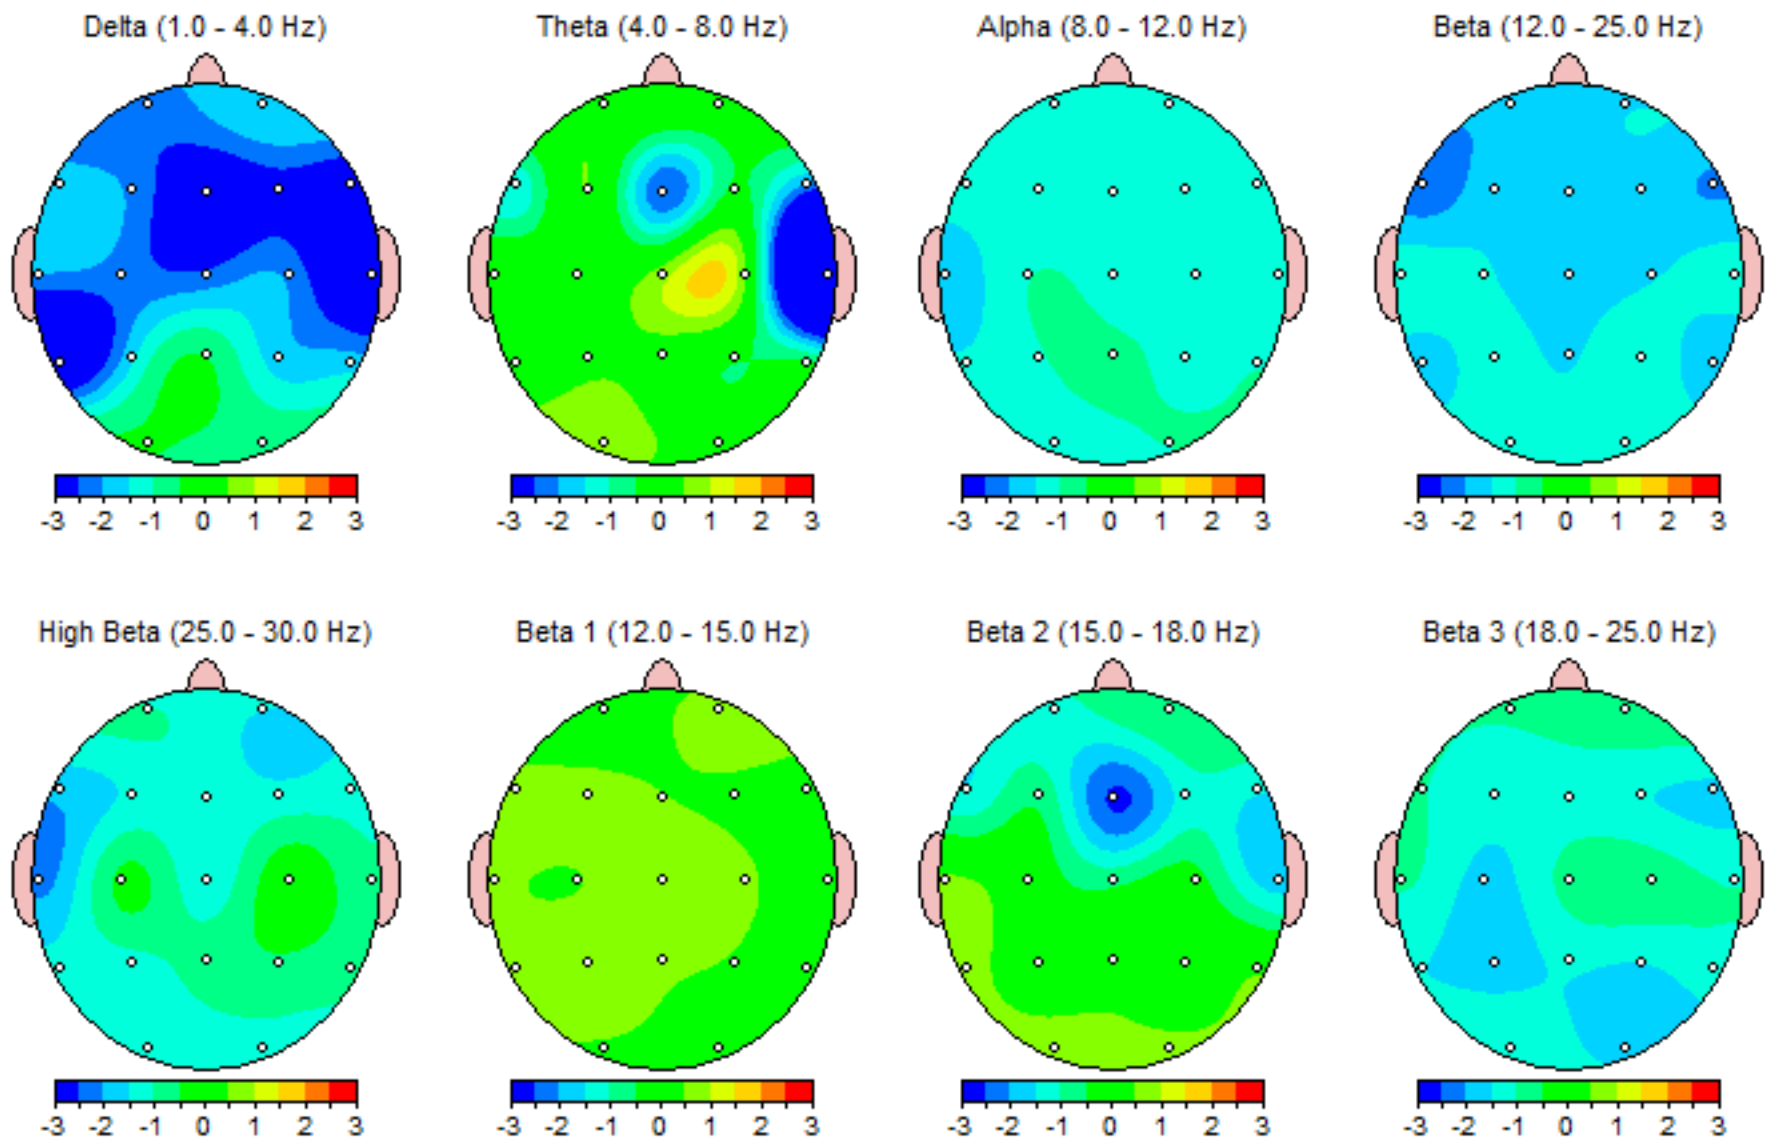 Delta (1.0 - 4.0 Hz) Theta (4.0 - 8.0 Hz) Alpha (8.0 - 12.0 Hz) Beta (12.0 - 25.0 Hz)
-3 -2 -1 0 1 2 3 -3 -2 -1 0 1 2 3 -3 -2 -1 0 1 2 3 -3 -2 -1 0 1 2 3
High Beta (25.0 - 30.0 Hz) Beta 1 (12.0 - 15.0 Hz) Beta 2 (15.0 - 18.0 Hz) Beta 3 (18.0 - 25.0 Hz)
-3 -2 -1 0 1 2 3 -3 -2 -1 0 1 2 3 -3 -2 -1 0 1 2 3 -3 -2 -1 0 1 2 3